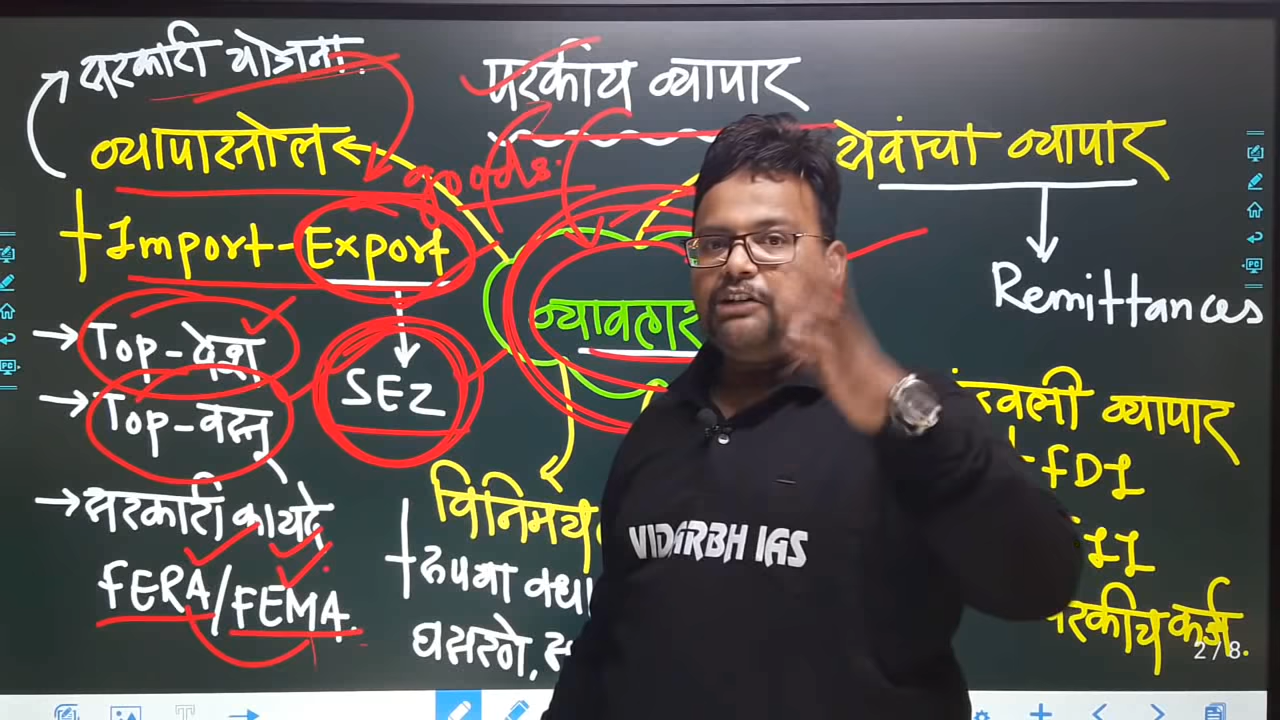 सरकारी योजना
परकीय व्यापार
व्यापारतोल
सेवांचा व्यापार
goods
Import-Export
Remittances
Top-देश
SEZ
Top-वस्तू
भांडवली व्यापार
FDI
सरकारी कायदे
विनिमय
FERA/FEMA
रुपया
घसरणे,
परकीय कर्ज
VIDARBH IAS
2/8